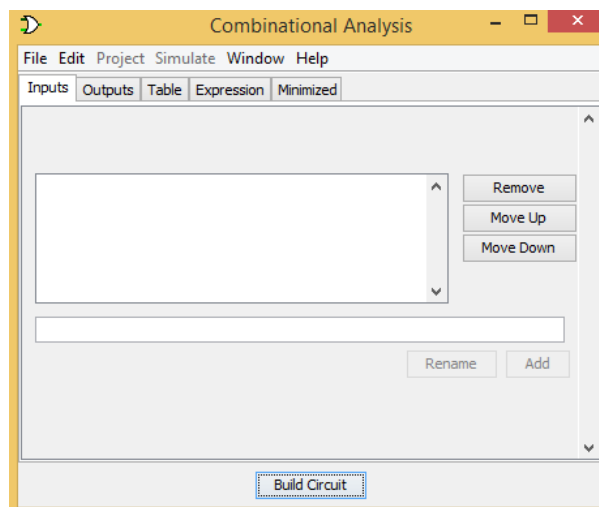 Combinational Analysis
File Edit Project Simulate Window Help
Inputs Outputs Table Expression Minimized
Remove
Move Up
Move Down
Rename Add
Build Circuit